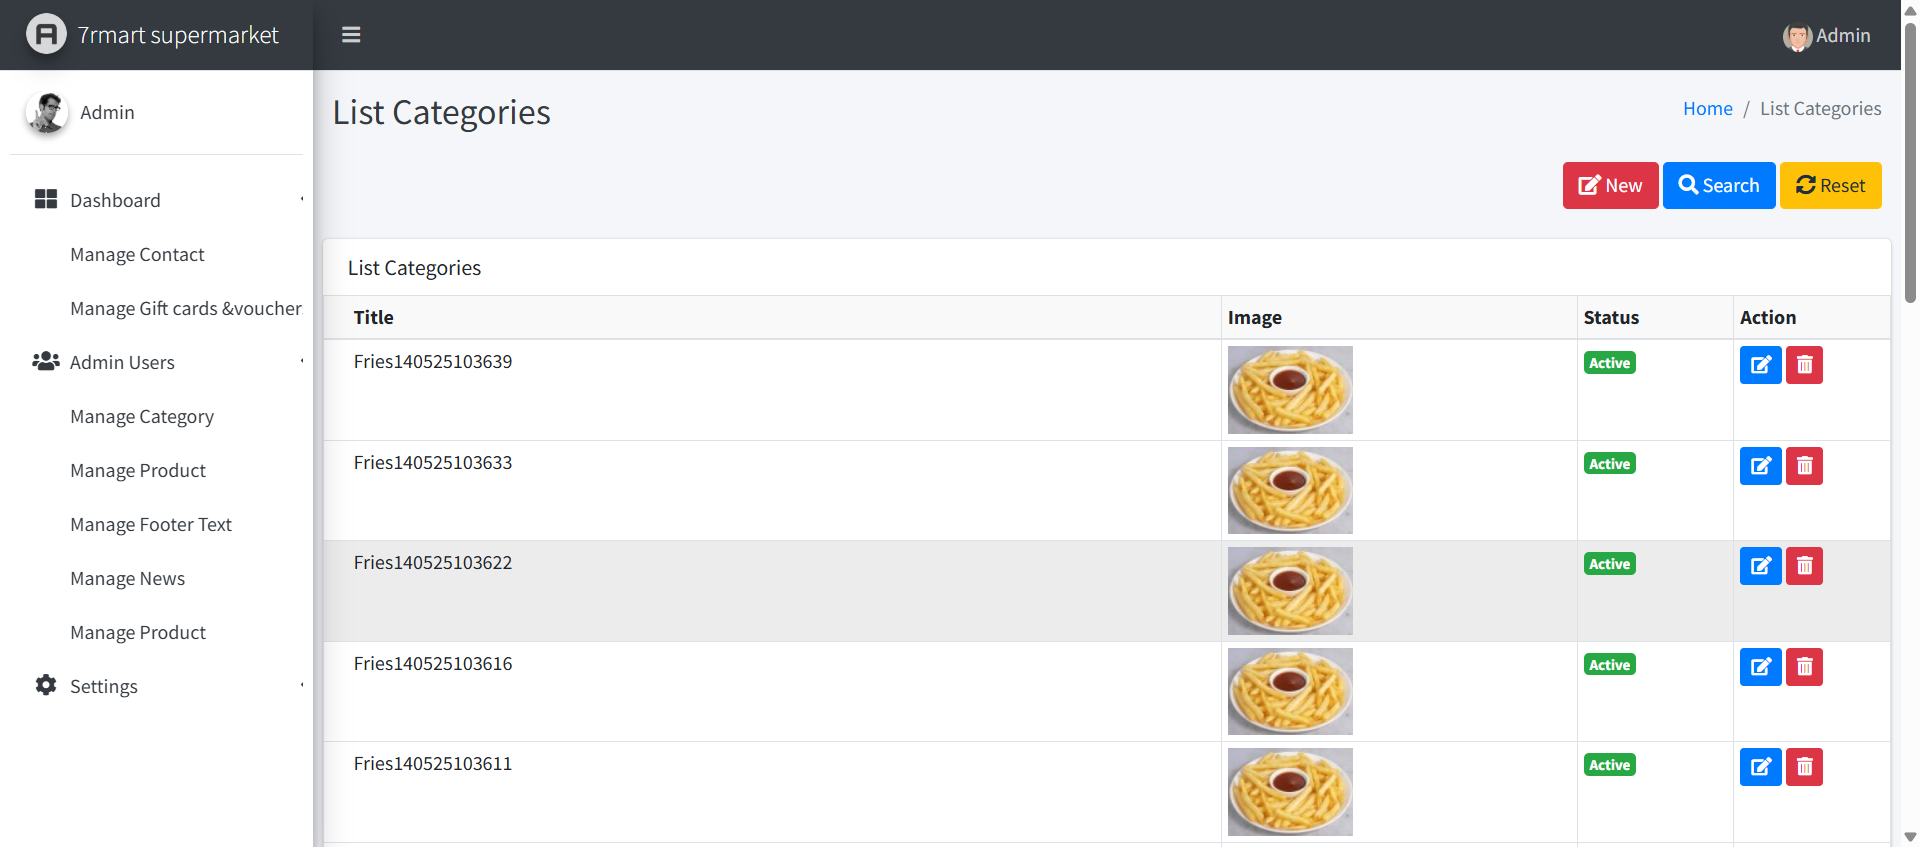 7rmart supermarket
Admin
Admin
List Categories
Home / List Categories
New
Search
Reset
Dashboard
Manage Contact
Manage Gift cards &voucher
Admin Users
Manage Category
Manage Product
Manage Footer Text
Manage News
Manage Product
Settings
List Categories
Title Image Status Action
Fries140525103639 Active
Fries140525103633 Active
Fries140525103622 Active
Fries140525103616 Active
Fries140525103611 Active